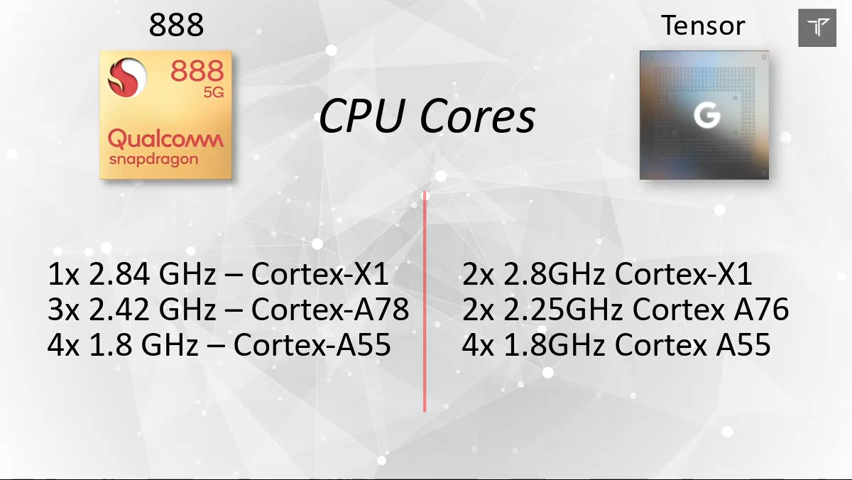 888
Tensor
888
5G
Qualcomm
snapdragon
G
CPU Cores
1x 2.84 GHz – Cortex-X1
3x 2.42 GHz – Cortex-A78
4x 1.8 GHz – Cortex-A55
2x 2.8GHz Cortex-X1
2x 2.25GHz Cortex A76
4x 1.8GHz Cortex A55